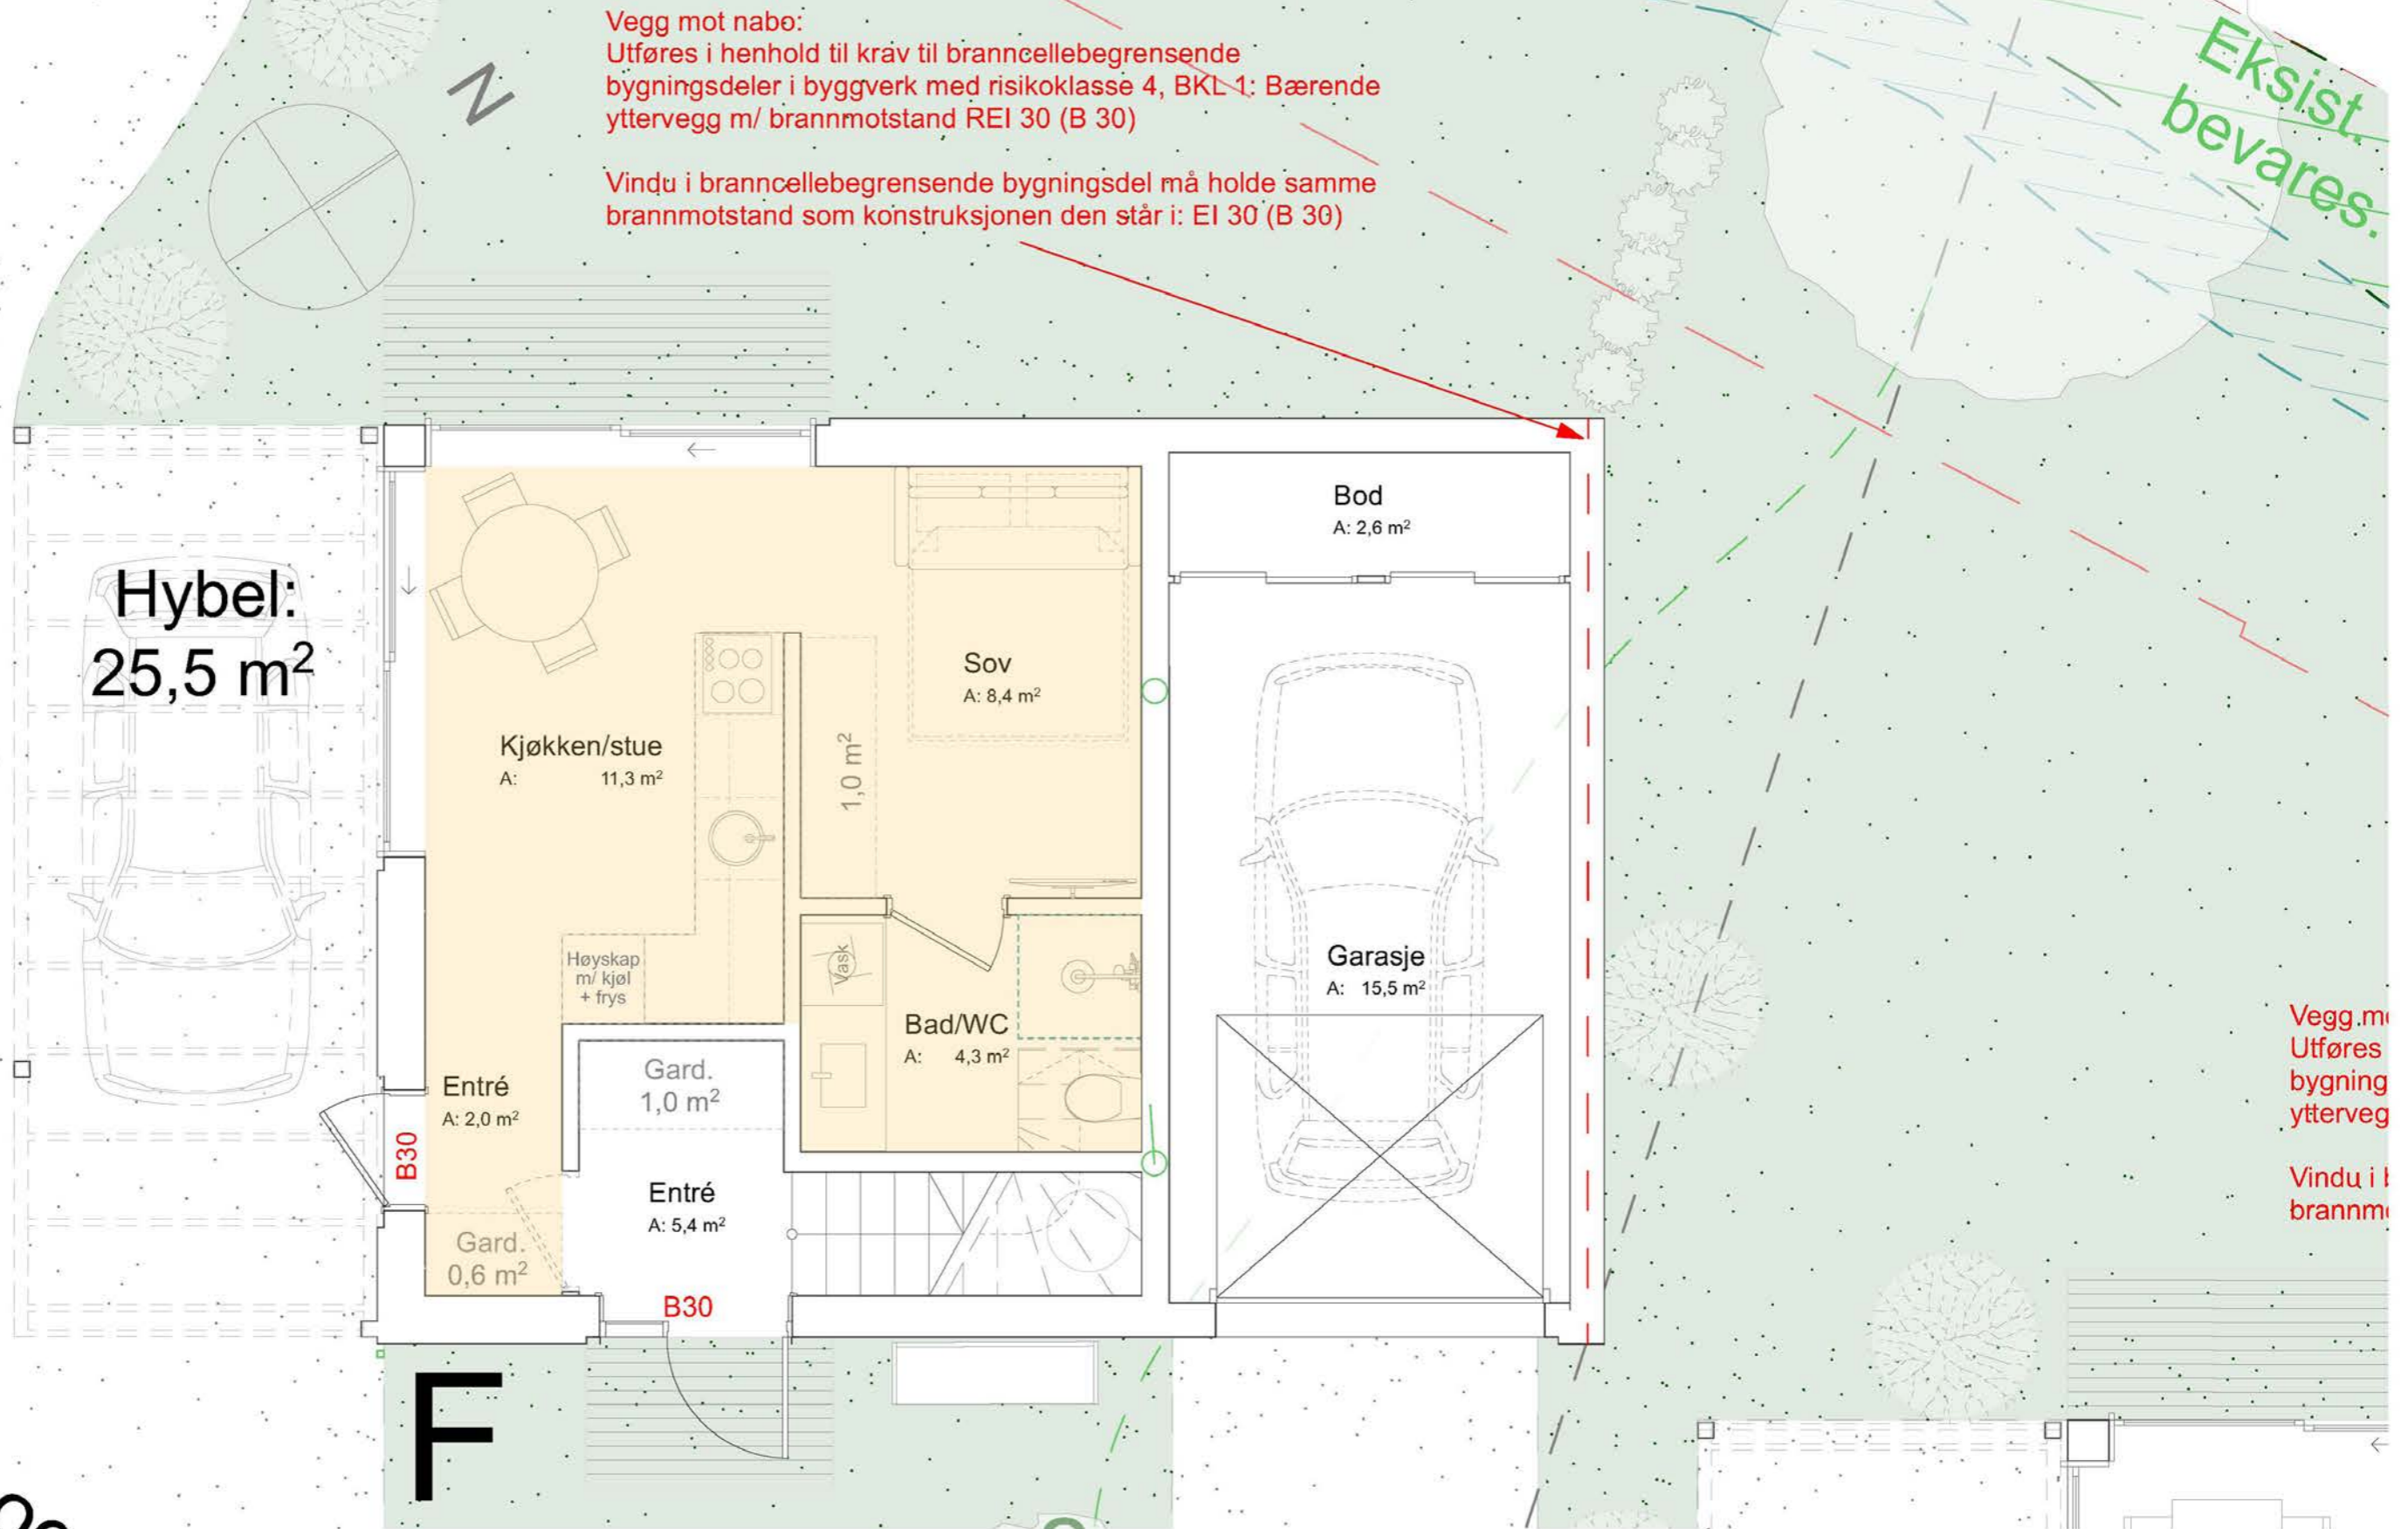 Vegg mot nabo:
Utføres i henhold til krav til branncellebegrensende
bygningsdeler i byggverk med risikoklasse 4, BKL 1: Bærende
yttervegg m/ brannmotstand REI 30 (B 30)
Vindu i branncellebegrensende bygningsdel må holde samme
brannmotstand som konstruksjonen den står i: EI 30 (B 30)
N
Eksist.
bevares.
Hybel:
25,5 m²
Bod
A: 2,6 m²
Sov
A: 8,4 m²
1,0 m²
Kjøkken/stue
A: 11,3 m²
Høyskap
m/ kjøl
+ frys
Vask
Bad/WC
A: 4,3 m²
Garasje
A: 15,5 m²
Gard.
1,0 m²
Entré
A: 2,0 m²
B30
Entré
A: 5,4 m²
Gard.
0,6 m²
B30
F
Utføres
Vindu i